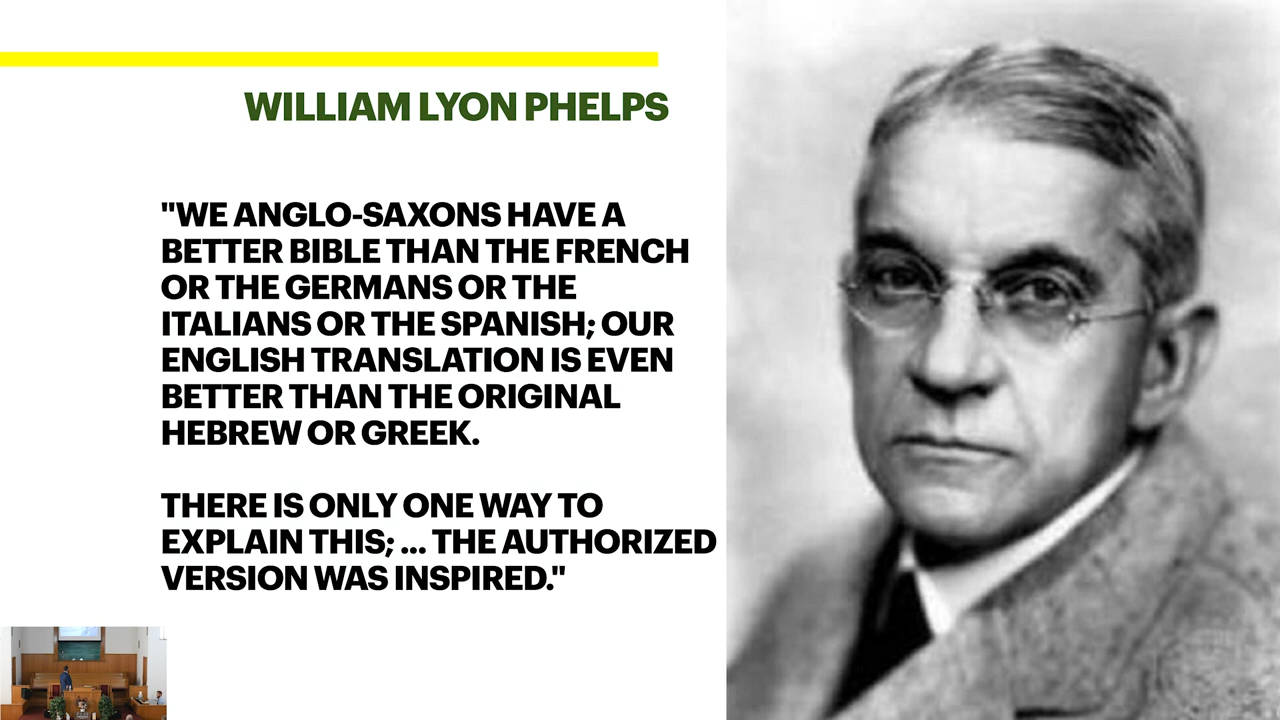 WILLIAM LYON PHELPS
"WE ANGLO-SAXONS HAVE A
BETTER BIBLE THAN THE FRENCH
OR THE GERMANS OR THE
ITALIANS OR THE SPANISH; OUR
ENGLISH TRANSLATION IS EVEN
BETTER THAN THE ORIGINAL
HEBREW OR GREEK.
THERE IS ONLY ONE WAY TO
EXPLAIN THIS; ... THE AUTHORIZED
VERSION WAS INSPIRED."